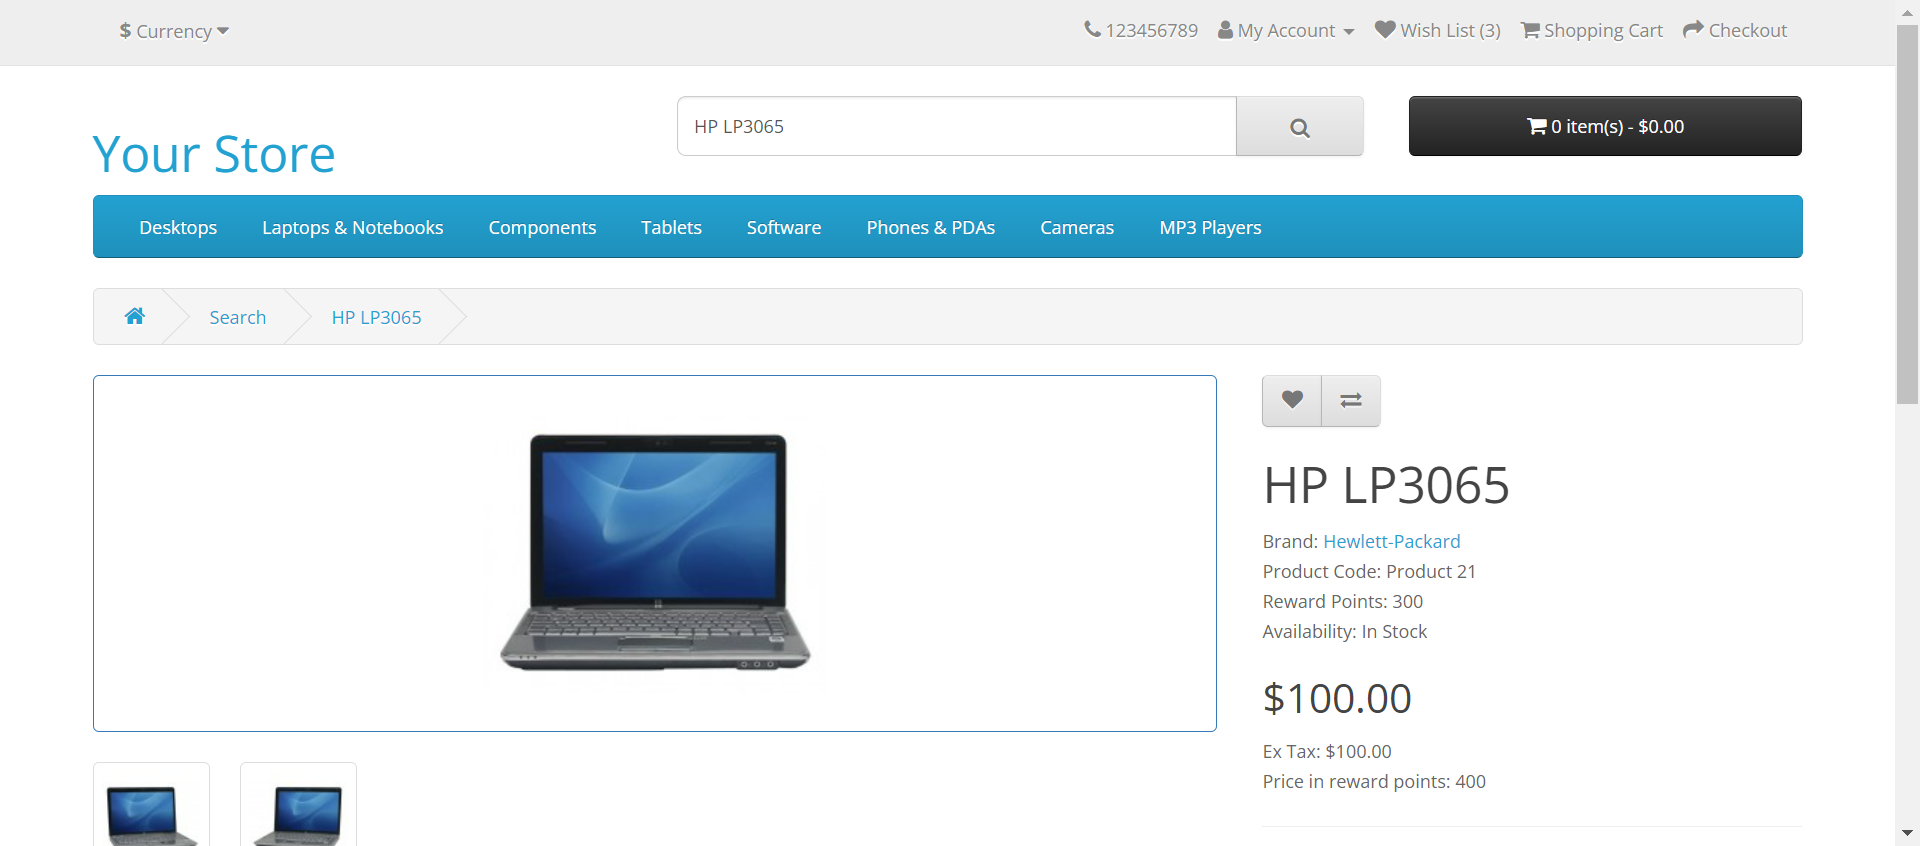 $ Currency
123456789 My Account Wish List (3) Shopping Cart Checkout
Your Store
HP LP3065
0 item(s) - $0.00
Desktops Laptops & Notebooks Components Tablets Software Phones & PDAs Cameras MP3 Players
Search HP LP3065
HP LP3065
Brand: Hewlett-Packard
Product Code: Product 21
Reward Points: 300
Availability: In Stock
$100.00
Ex Tax: $100.00
Price in reward points: 400